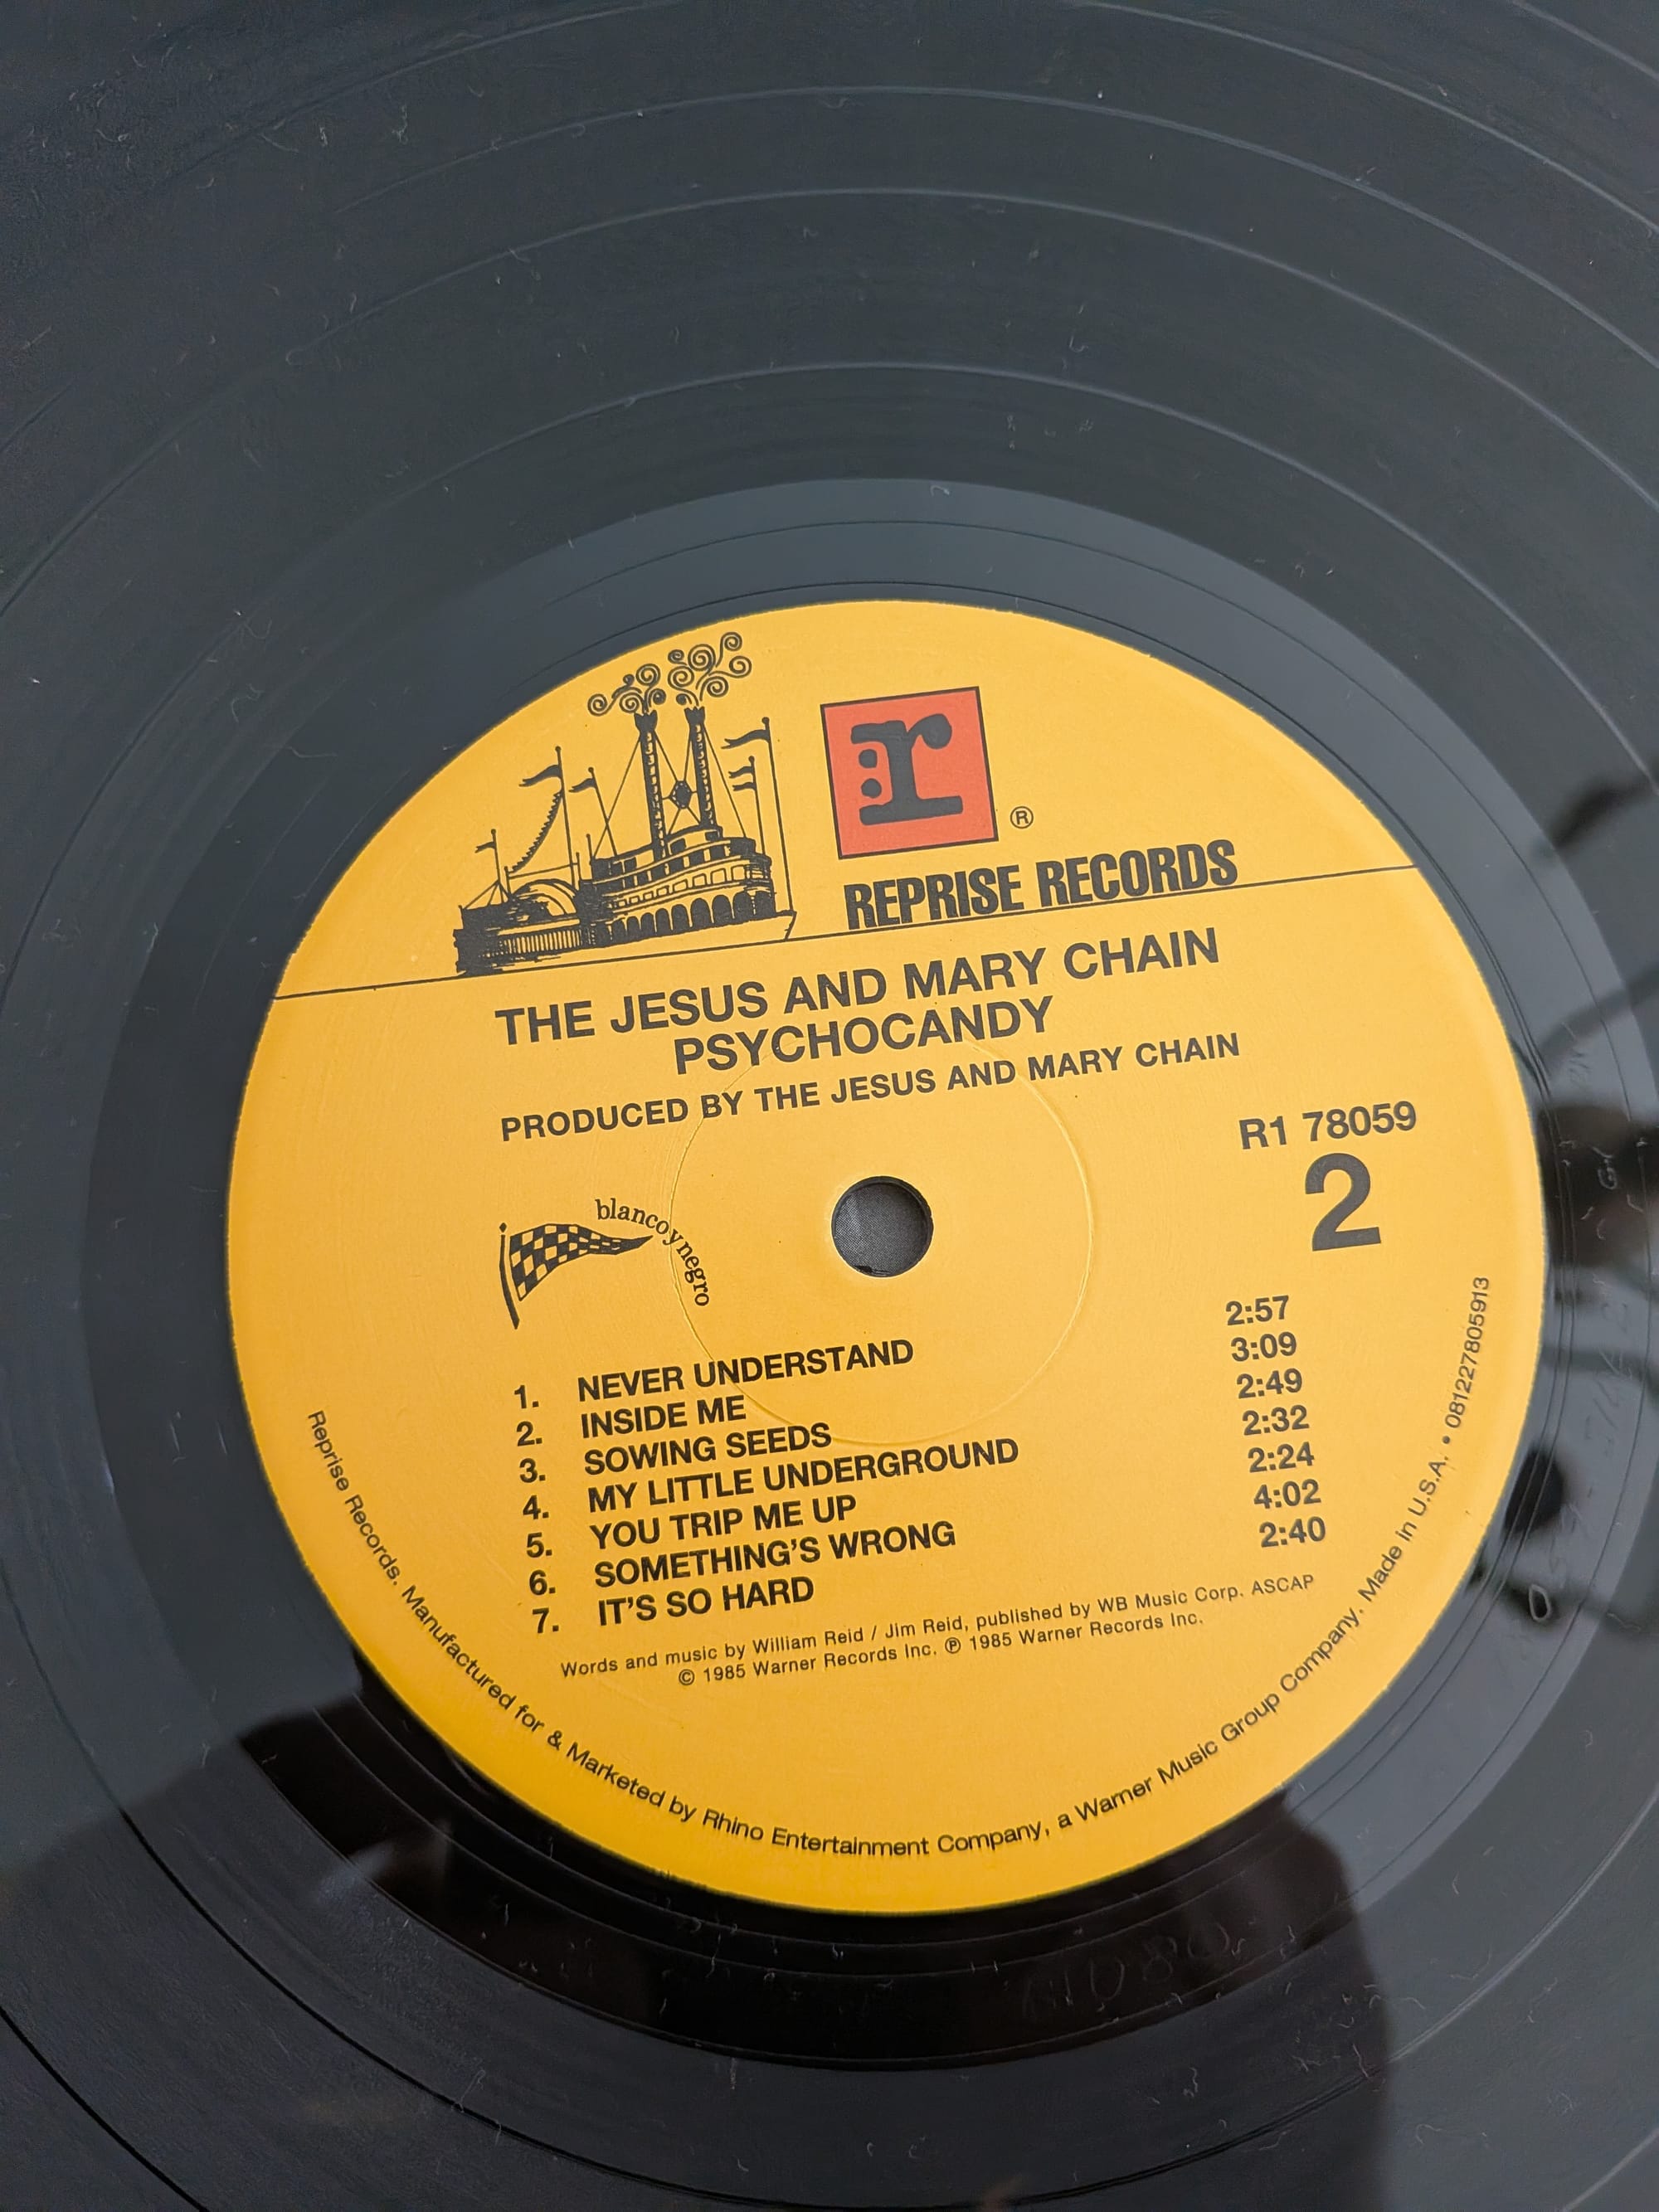 r
®
REPRISE RECORDS
THE JESUS AND MARY CHAIN
PSYCHOCANDY
PRODUCED BY THE JESUS AND MARY CHAIN
R1 78059
2
blanco y negro
1. NEVER UNDERSTAND 2:57
2. INSIDE ME 3:09
3. SOWING SEEDS 2:49
4. MY LITTLE UNDERGROUND 2:32
5. YOU TRIP ME UP 2:24
6. SOMETHING'S WRONG 4:02
7. IT'S SO HARD 2:40
Words and music by William Reid / Jim Reid, published by WB Music Corp. ASCAP
© 1985 Warner Records Inc. ℗ 1985 Warner Records Inc.
Reprise Records. Manufactured for & Marketed by Rhino Entertainment Company, a Warner Music Group Company. Made in U.S.A. • 081227805913